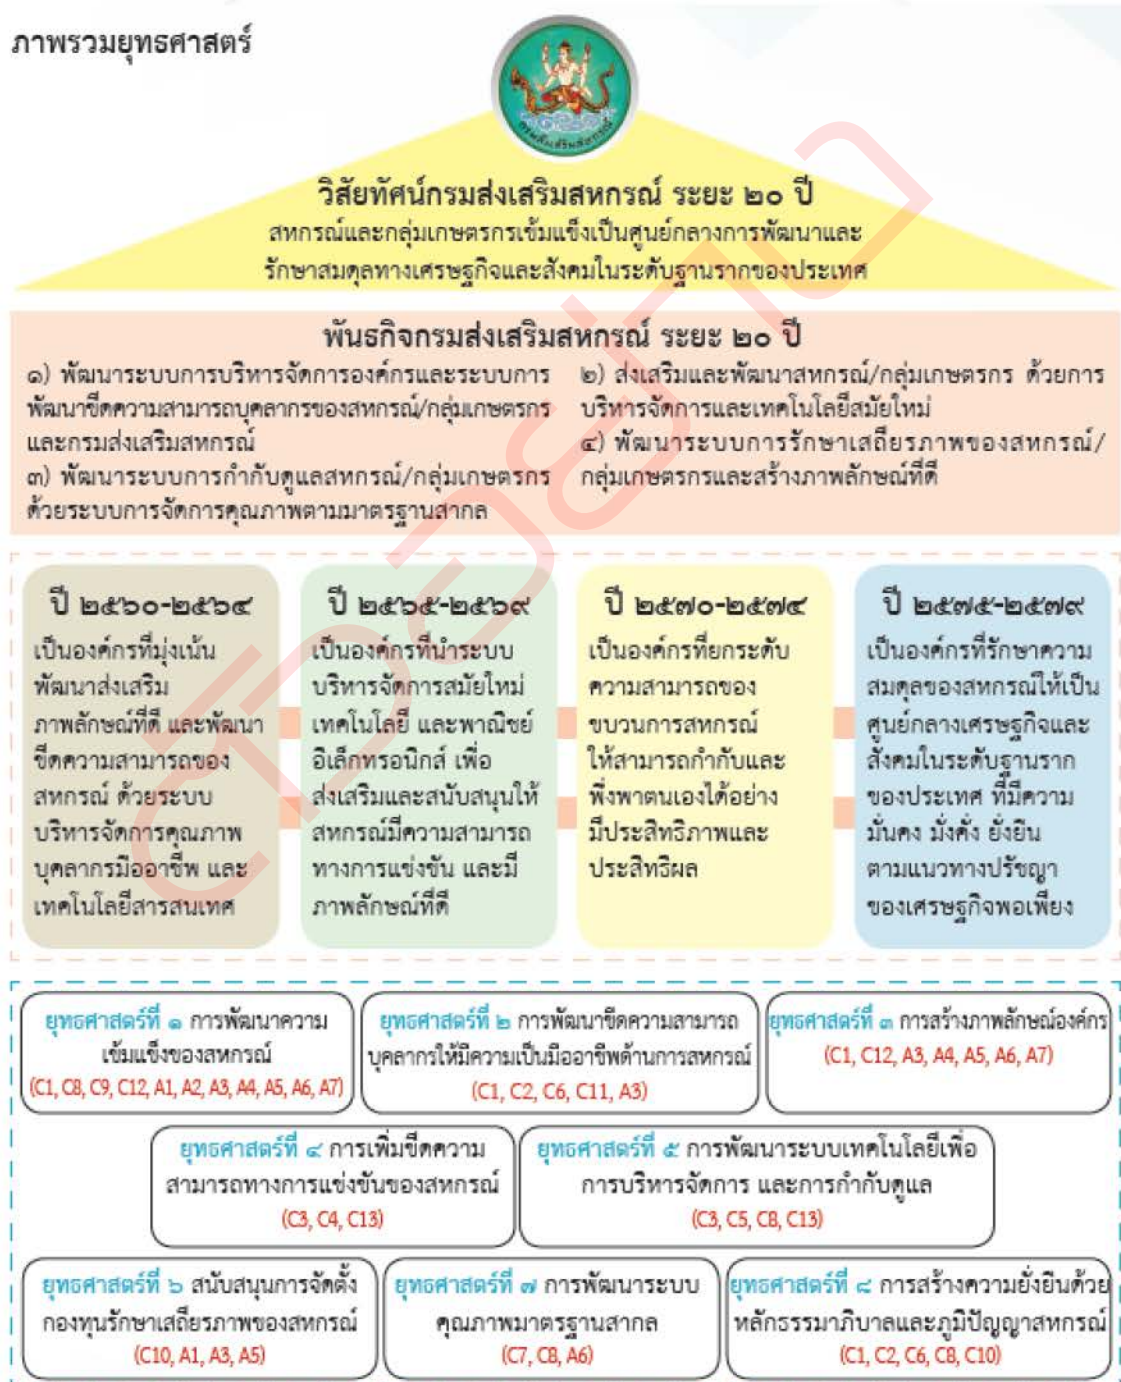 ภาพรวมยุทธศาสตร์
กรมส่งเสริมสหกรณ์
วิสัยทัศน์กรมส่งเสริมสหกรณ์ ระยะ ๒๐ ปี
สหกรณ์และกลุ่มเกษตรกรเข้มแข็งเป็นศูนย์กลางการพัฒนาและ
รักษาสมดุลทางเศรษฐกิจและสังคมในระดับฐานรากของประเทศ
พันธกิจกรมส่งเสริมสหกรณ์ ระยะ ๒๐ ปี
๑) พัฒนาระบบการบริหารจัดการองค์กรและระบบการ
พัฒนาขีดความสามารถบุคลากรของสหกรณ์/กลุ่มเกษตรกร
และกรมส่งเสริมสหกรณ์
๓) พัฒนาระบบการกำกับดูแลสหกรณ์/กลุ่มเกษตรกร
ด้วยระบบการจัดการคุณภาพตามมาตรฐานสากล
๒) ส่งเสริมและพัฒนาสหกรณ์/กลุ่มเกษตรกร ด้วยการ
บริหารจัดการและเทคโนโลยีสมัยใหม่
๔) พัฒนาระบบการรักษาเสถียรภาพของสหกรณ์/
กลุ่มเกษตรกรและสร้างภาพลักษณ์ที่ดี
ปี ๒๕๖๐-๒๕๖๔
เป็นองค์กรที่มุ่งเน้น
พัฒนาส่งเสริม
ภาพลักษณ์ที่ดี และพัฒนา
ขีดความสามารถของ
สหกรณ์ ด้วยระบบ
บริหารจัดการคุณภาพ
บุคลากรมืออาชีพ และ
เทคโนโลยีสารสนเทศ
ปี ๒๕๖๕-๒๕๖๙
เป็นองค์กรที่นำระบบ
บริหารจัดการสมัยใหม่
เทคโนโลยี และพาณิชย์
อิเล็กทรอนิกส์ เพื่อ
ส่งเสริมและสนับสนุนให้
สหกรณ์มีความสามารถ
ทางการแข่งขัน และมี
ภาพลักษณ์ที่ดี
ปี ๒๕๗๐-๒๕๗๔
เป็นองค์กรที่ยกระดับ
ความสามารถของ
ขบวนการสหกรณ์
ให้สามารถกำกับและ
พึ่งพาตนเองได้อย่าง
มีประสิทธิภาพและ
ประสิทธิผล
ปี ๒๕๗๕-๒๕๗๙
เป็นองค์กรที่รักษาความ
สมดุลของสหกรณ์ให้เป็น
ศูนย์กลางเศรษฐกิจและ
สังคมในระดับฐานราก
ของประเทศ ที่มีความ
มั่นคง มั่งคั่ง ยั่งยืน
ตามแนวทางปรัชญา
ของเศรษฐกิจพอเพียง
ยุทธศาสตร์ที่ ๑ การพัฒนาความ
เข้มแข็งของสหกรณ์
(C1, C8, C9, C12, A1, A2, A3, A4, A5, A6, A7)
ยุทธศาสตร์ที่ ๒ การพัฒนาขีดความสามารถ
บุคลากรให้มีความเป็นมืออาชีพด้านการสหกรณ์
(C1, C2, C6, C11, A3)
ยุทธศาสตร์ที่ ๓ การสร้างภาพลักษณ์องค์กร
(C1, C12, A3, A4, A5, A6, A7)
ยุทธศาสตร์ที่ ๔ การเพิ่มขีดความ
สามารถทางการแข่งขันของสหกรณ์
(C3, C4, C13)
ยุทธศาสตร์ที่ ๕ การพัฒนาระบบเทคโนโลยีเพื่อ
การบริหารจัดการ และการกำกับดูแล
(C3, C5, C8, C13)
ยุทธศาสตร์ที่ ๖ สนับสนุนการจัดตั้ง
กองทุนรักษาเสถียรภาพของสหกรณ์
(C10, A1, A3, A5)
ยุทธศาสตร์ที่ ๗ การพัฒนาระบบ
คุณภาพมาตรฐานสากล
(C7, C8, A6)
ยุทธศาสตร์ที่ ๘ การสร้างความยั่งยืนด้วย
หลักธรรมาภิบาลและภูมิปัญญาสหกรณ์
(C1, C2, C6, C8, C10)
ตัวอย่าง